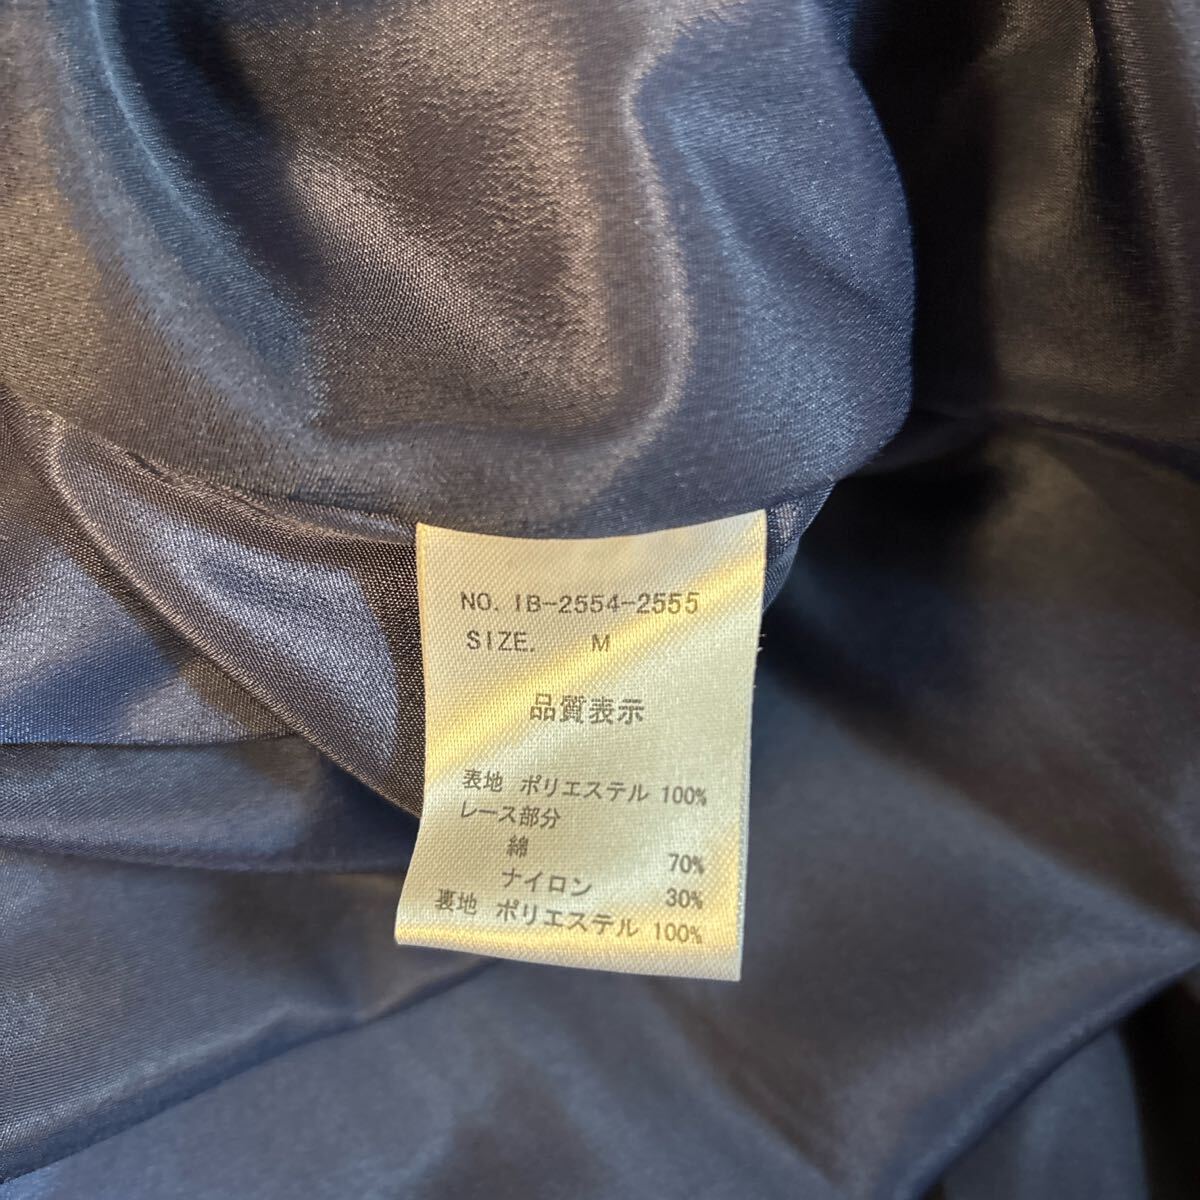 NO. IB-2554-2555
SIZE. M
品質表示
表地 ポリエステル 100%
レース部分
綿 70%
ナイロン 30%
裏地 ポリエステル 100%